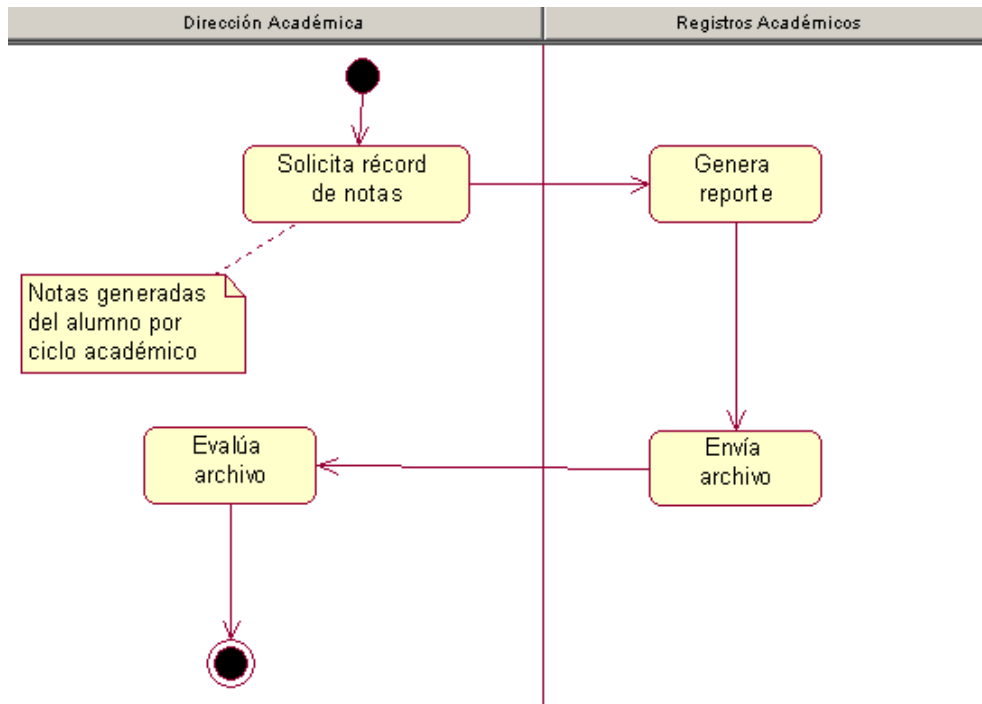 Dirección Académica
Registros Académicos
Solicita récord
de notas
Genera
reporte
Notas generadas
del alumno por
ciclo académico
Evalúa
archivo
Envía
archivo